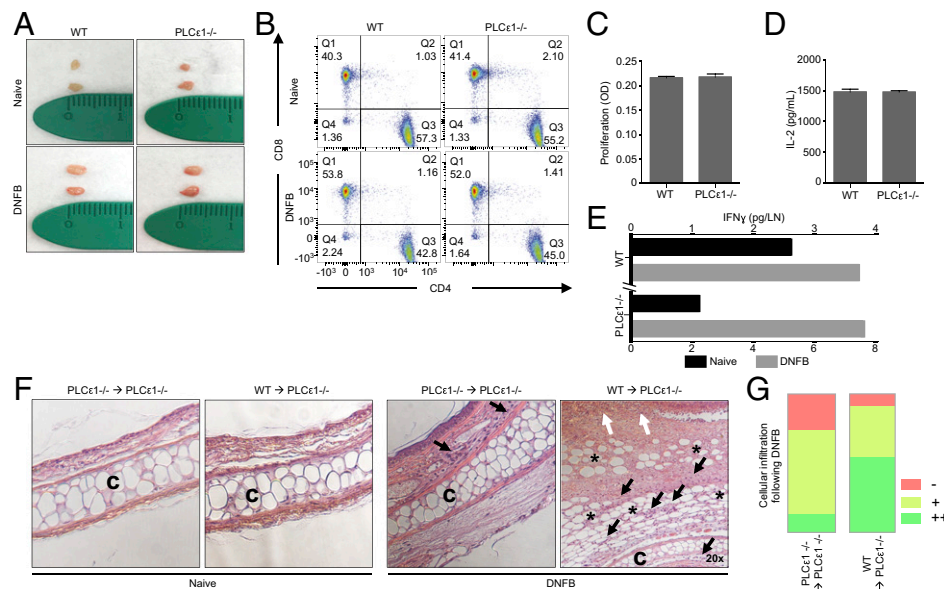 A
WT
PLCε1-/-
Naive
DNFB
0
1
0
1
0
1
0
1
B
WT
PLCε1-/-
Q1
40.3
Q2
1.03
Q4
1.36
Q3
57.3
Q1
41.4
Q2
2.10
Q4
1.33
Q3
55.2
Q1
53.8
Q2
1.16
Q4
2.24
Q3
42.8
Q1
52.0
Q2
1.41
Q4
1.64
Q3
45.0
Naive
DNFB
CD8
10⁵
10⁴
10³
0
-10³
-10³ 0 10³ 10⁴ 10⁵
CD4
C
Proliferation (OD)
0.25
0.20
0.15
0.10
0.05
0
WT PLCε1-/-
D
IL-2 (pg/mL)
2,000
1,500
1,000
500
0
WT PLCε1-/-
E
IFNɣ (pg/LN)
0 1 2 3 4
WT
PLCε1-/-
0 2 4 6 8
Naive DNFB
F
PLCε1-/- → PLCε1-/-
WT → PLCε1-/-
PLCε1-/- → PLCε1-/-
WT → PLCε1-/-
C
C
C
* * * *
C
20x
Naive
DNFB
G
Cellular infiltration
following DNFB
-
+
++
PLCε1 -/-
→ PLCε1 -/-
WT
→ PLCε1-/-